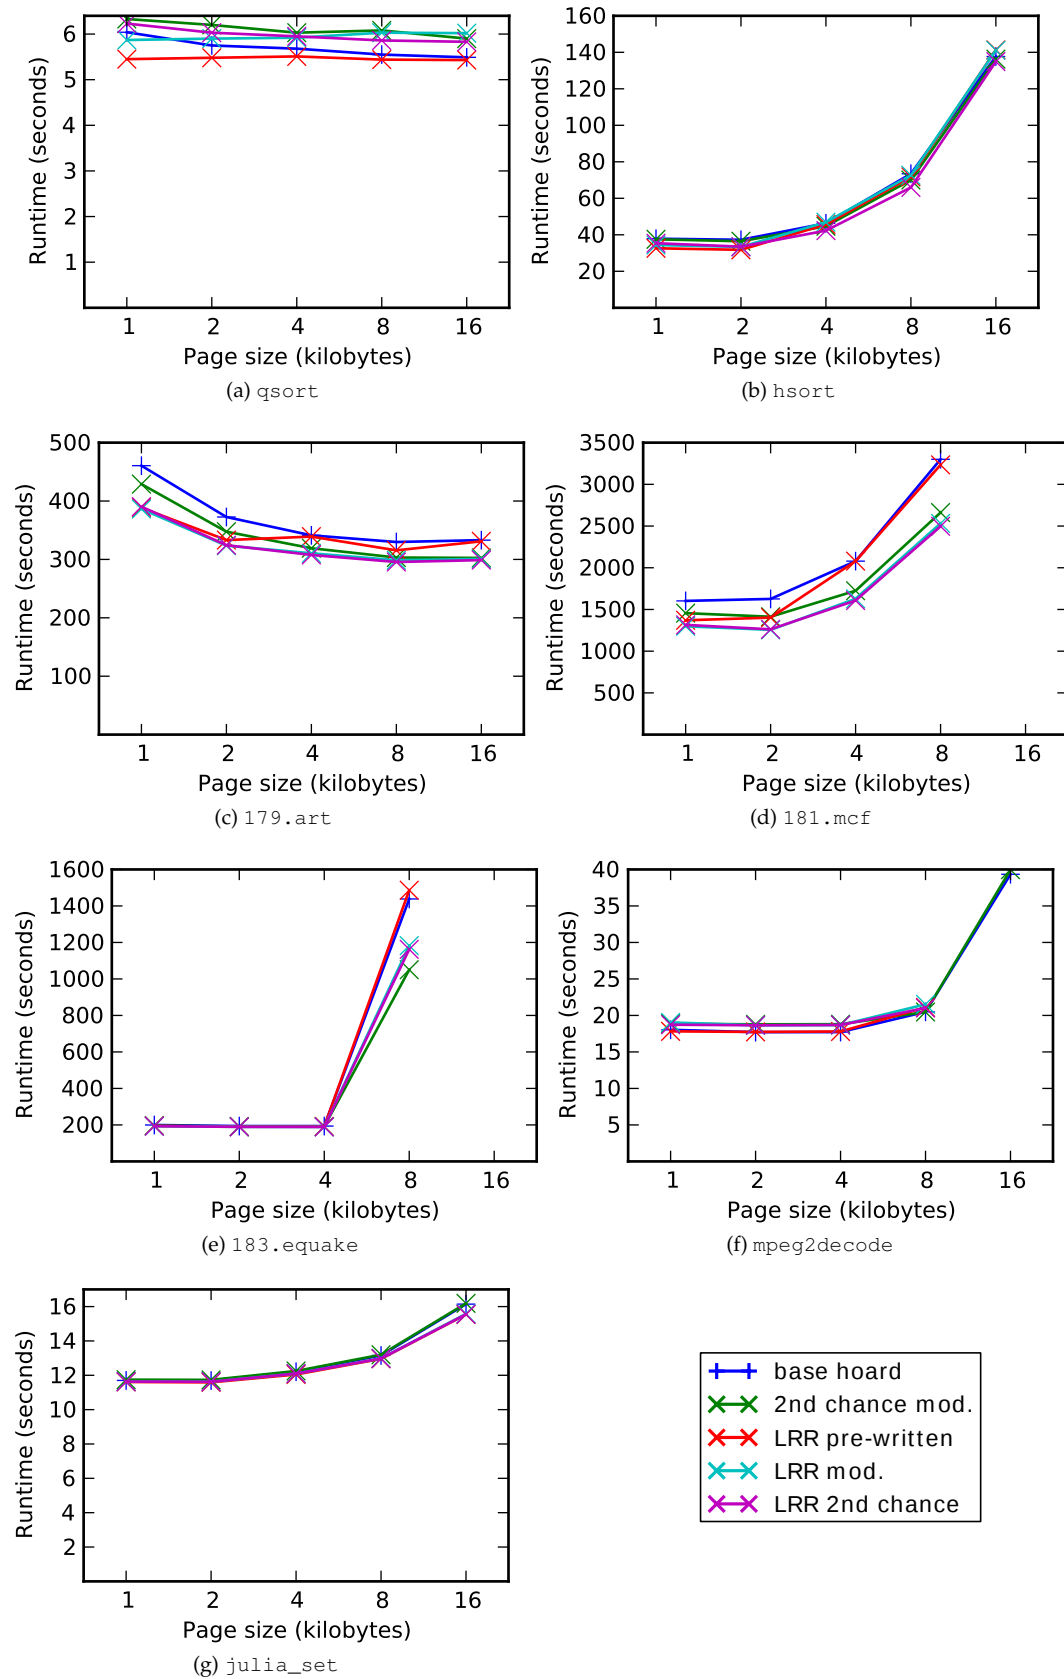 Runtime (seconds)
6
5
4
3
2
1
1 2 4 8 16
Page size (kilobytes)
(a) qsort
Runtime (seconds)
160
140
120
100
80
60
40
20
1 2 4 8 16
Page size (kilobytes)
(b) hsort
Runtime (seconds)
500
400
300
200
100
1 2 4 8 16
Page size (kilobytes)
(c) 179.art
Runtime (seconds)
3500
3000
2500
2000
1500
1000
500
1 2 4 8 16
Page size (kilobytes)
(d) 181.mcf
Runtime (seconds)
1600
1400
1200
1000
800
600
400
200
1 2 4 8 16
Page size (kilobytes)
(e) 183.equake
Runtime (seconds)
40
35
30
25
20
15
10
5
1 2 4 8 16
Page size (kilobytes)
(f) mpeg2decode
Runtime (seconds)
16
14
12
10
8
6
4
2
1 2 4 8 16
Page size (kilobytes)
(g) julia_set
base hoard
2nd chance mod.
LRR pre-written
LRR mod.
LRR 2nd chance